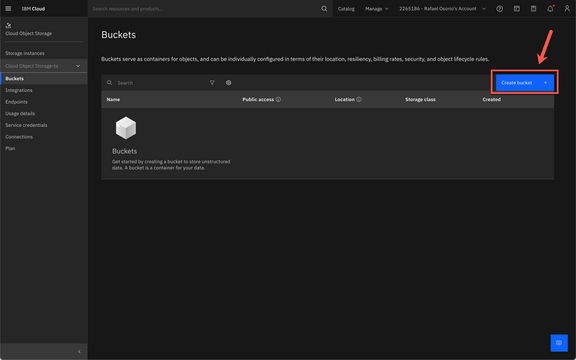 IBM Cloud
Search resources and products...
Catalog
Manage
2265186 - Rafael Osorio's Account
Cloud Object Storage
Storage instances
Cloud Object Storage-ta
Buckets
Integrations
Endpoints
Usage details
Service credentials
Connections
Plan
Buckets
Buckets serve as containers for objects, and can be individually configured in terms of their location, resiliency, billing rates, security, and object lifecycle rules.
Search
Create bucket +
Name Public access Location Storage class Created
Buckets
Get started by creating a bucket to store unstructured
data. A bucket is a container for your data.